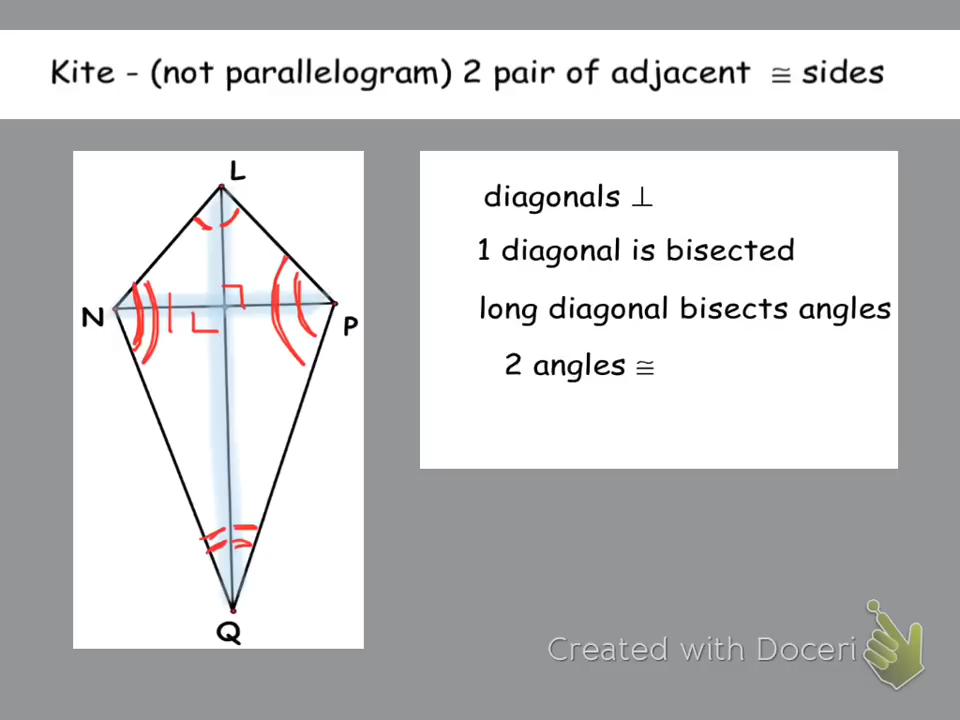 Kite - (not parallelogram) 2 pair of adjacent ≅ sides
L
N
P
Q
diagonals ⊥
1 diagonal is bisected
long diagonal bisects angles
2 angles ≅
Created with Doceri